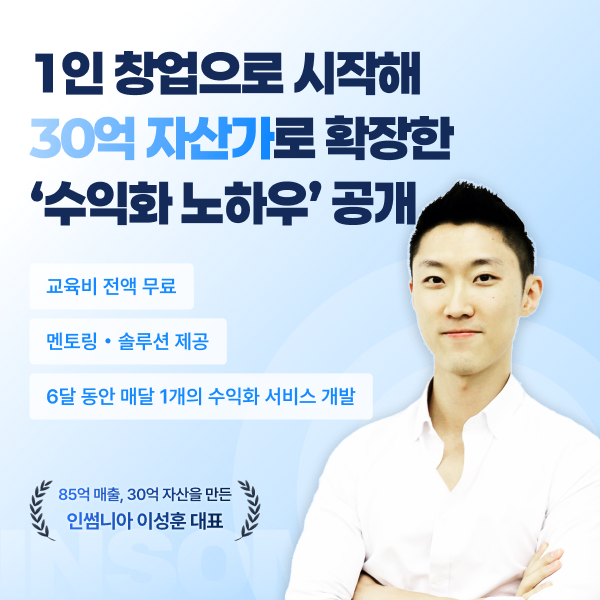 1인 창업으로 시작해
30억 자산가로 확장한
‘수익화 노하우’ 공개
교육비 전액 무료
멘토링 • 솔루션 제공
6달 동안 매달 1개의 수익화 서비스 개발
85억 매출, 30억 자산을 만든
인썸니아 이성훈 대표
INSOM